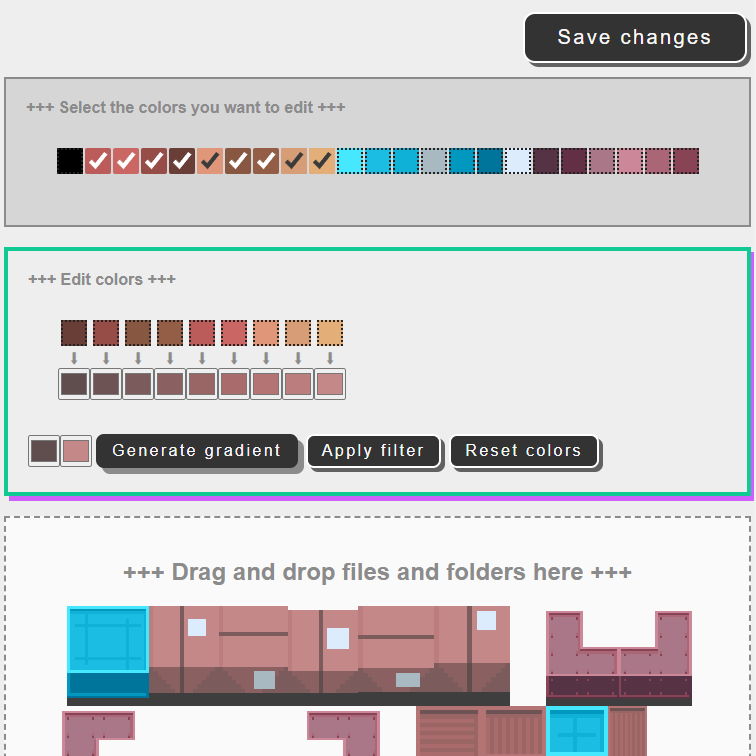 Save changes
+++ Select the colors you want to edit +++
+++ Edit colors +++
Generate gradient
Apply filter
Reset colors
+++ Drag and drop files and folders here +++